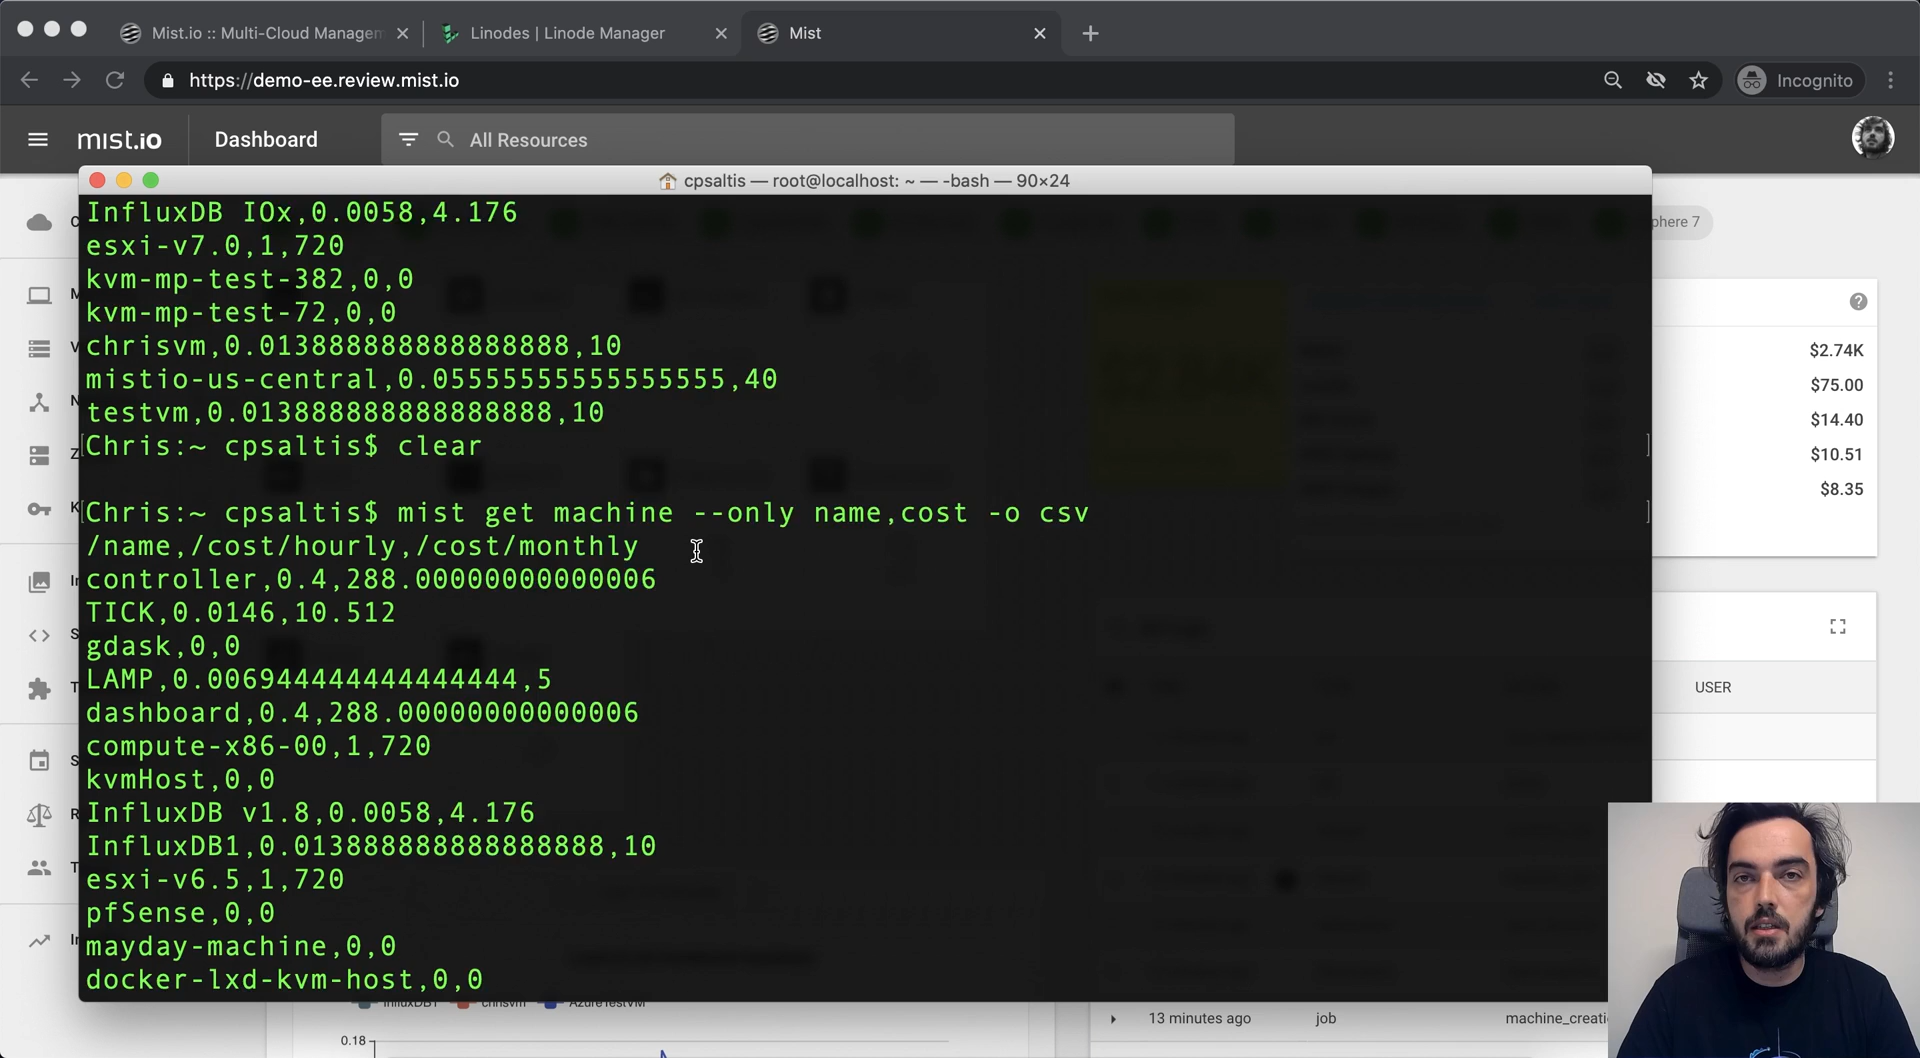 Mist.io :: Multi-Cloud Managem
Linodes | Linode Manager
Mist
https://demo-ee.review.mist.io
Incognito
mist.io
Dashboard
All Resources
cpsaltis — root@localhost: ~ — -bash — 90×24
InfluxDB IOx,0.0058,4.176
esxi-v7.0,1,720
kvm-mp-test-382,0,0
kvm-mp-test-72,0,0
chrisvm,0.013888888888888888,10
mistio-us-central,0.05555555555555555,40
testvm,0.013888888888888888,10
Chris:~ cpsaltis$ clear
Chris:~ cpsaltis$ mist get machine --only name,cost -o csv
/name,/cost/hourly,/cost/monthly
controller,0.4,288.00000000000006
TICK,0.0146,10.512
gdask,0,0
LAMP,0.006944444444444444,5
dashboard,0.4,288.00000000000006
compute-x86-00,1,720
kvmHost,0,0
InfluxDB v1.8,0.0058,4.176
InfluxDB1,0.013888888888888888,10
esxi-v6.5,1,720
pfSense,0,0
mayday-machine,0,0
docker-lxd-kvm-host,0,0
phere 7
$2.74K
$75.00
$14.40
$10.51
$8.35
USER
InfluxDB1
chrisvm
AzureTestVM
0.18
13 minutes ago
job
machine_creati